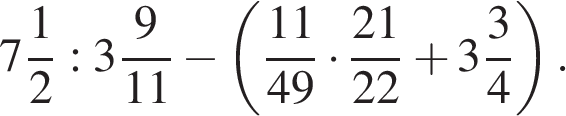 7 1/2 : 3 9/11 − (11/49 · 21/22 + 3 3/4).